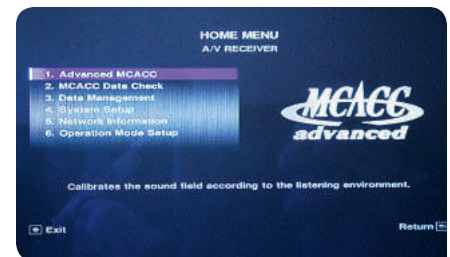 HOME MENU
A/V RECEIVER
1. Advanced MCACC
2. MCACC Data Check
3. Data Management
4. System Setup
5. Network Information
6. Operation Mode Setup
MCACC
advanced
Calibrates the sound field according to the listening environment.
Exit
Return